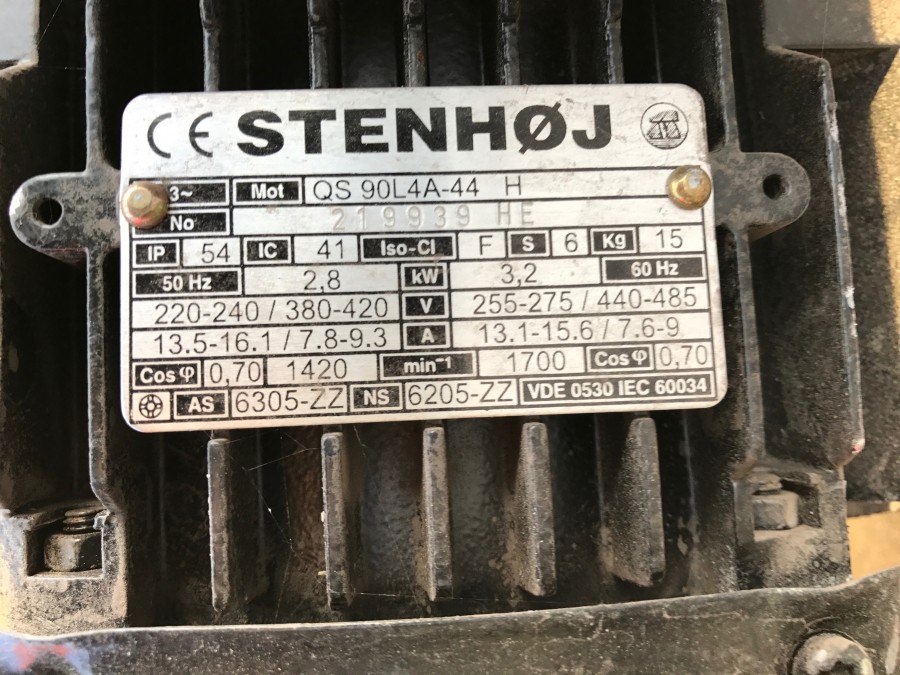 CE STENHØJ
3~ Mot QS 90L4A-44 H
No 219939 HE
IP 54 IC 41 Iso-Cl F S 6 Kg 15
50 Hz 2,8 kW 3,2 60 Hz
220-240 / 380-420 V 255-275 / 440-485
13.5-16.1 / 7.8-9.3 A 13.1-15.6 / 7.6-9.
Cos φ 0,70 1420 min⁻¹ 1700 Cos φ 0,70
AS 6305-ZZ NS 6205-ZZ VDE 0530 IEC 60034